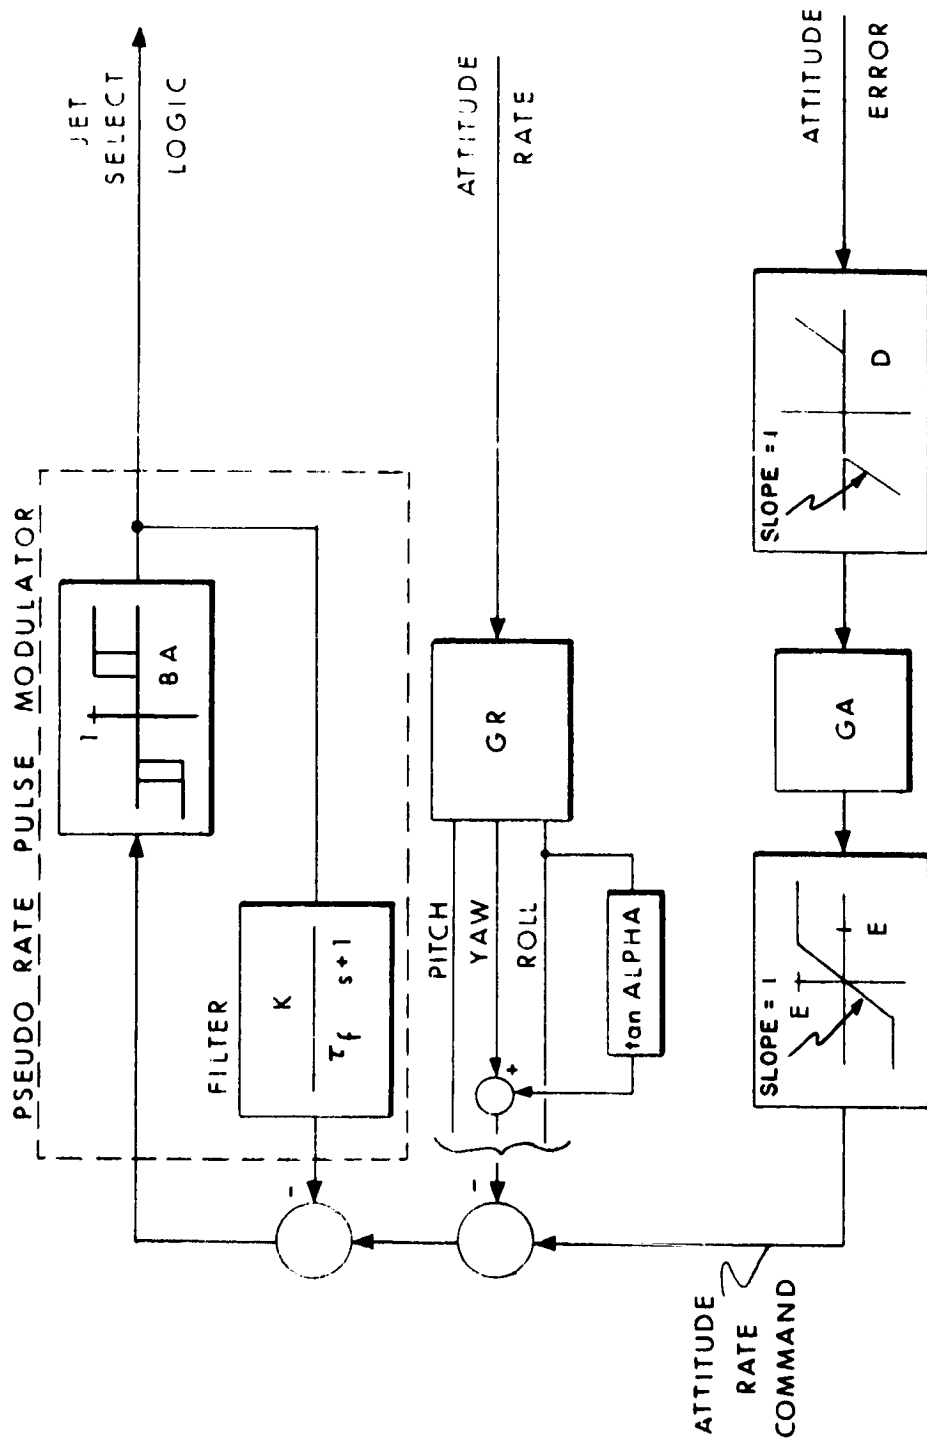 PSEUDO RATE PULSE MODULATOR
JET
SELECT
LOGIC
1
BA
FILTER
K
τf s+1
-
ATTITUDE
RATE
GR
PITCH
YAW
ROLL
+
-
tan ALPHA
ATTITUDE
ERROR
SLOPE = 1
D
GA
SLOPE = 1
E
E
ATTITUDE
RATE
COMMAND